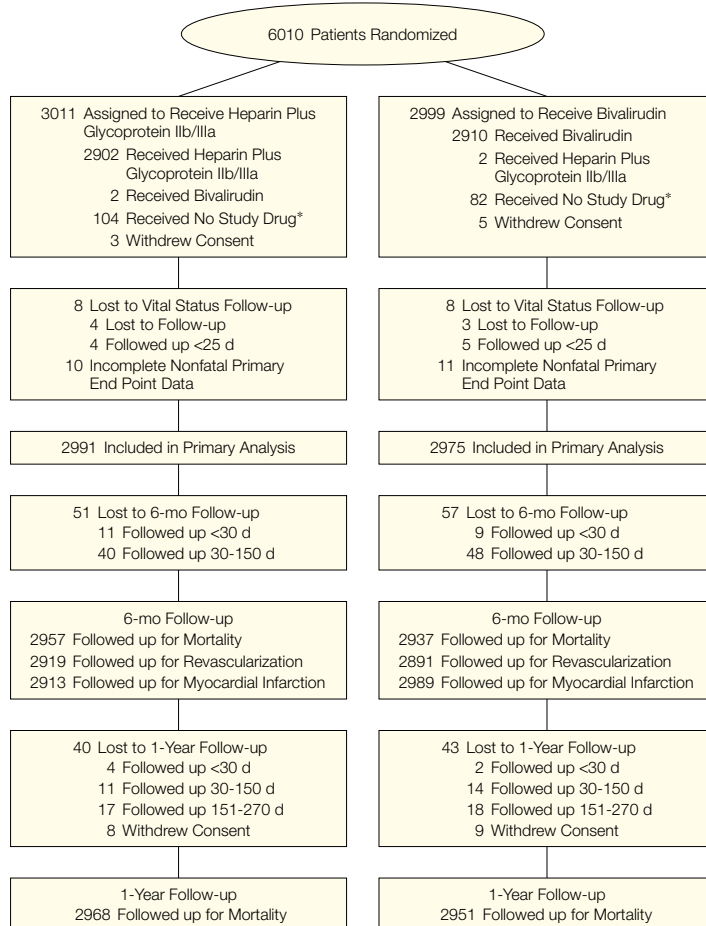 6010 Patients Randomized
3011 Assigned to Receive Heparin Plus
Glycoprotein IIb/IIIa
2902 Received Heparin Plus
Glycoprotein IIb/IIIa
2 Received Bivalirudin
104 Received No Study Drug*
3 Withdrew Consent
2999 Assigned to Receive Bivalirudin
2910 Received Bivalirudin
2 Received Heparin Plus
Glycoprotein IIb/IIIa
82 Received No Study Drug*
5 Withdrew Consent
8 Lost to Vital Status Follow-up
4 Lost to Follow-up
4 Followed up <25 d
10 Incomplete Nonfatal Primary
End Point Data
8 Lost to Vital Status Follow-up
3 Lost to Follow-up
5 Followed up <25 d
11 Incomplete Nonfatal Primary
End Point Data
2991 Included in Primary Analysis
2975 Included in Primary Analysis
51 Lost to 6-mo Follow-up
11 Followed up <30 d
40 Followed up 30-150 d
57 Lost to 6-mo Follow-up
9 Followed up <30 d
48 Followed up 30-150 d
6-mo Follow-up
2957 Followed up for Mortality
2919 Followed up for Revascularization
2913 Followed up for Myocardial Infarction
6-mo Follow-up
2937 Followed up for Mortality
2891 Followed up for Revascularization
2989 Followed up for Myocardial Infarction
40 Lost to 1-Year Follow-up
4 Followed up <30 d
11 Followed up 30-150 d
17 Followed up 151-270 d
8 Withdrew Consent
43 Lost to 1-Year Follow-up
2 Followed up <30 d
14 Followed up 30-150 d
18 Followed up 151-270 d
9 Withdrew Consent
1-Year Follow-up
2968 Followed up for Mortality
1-Year Follow-up
2951 Followed up for Mortality